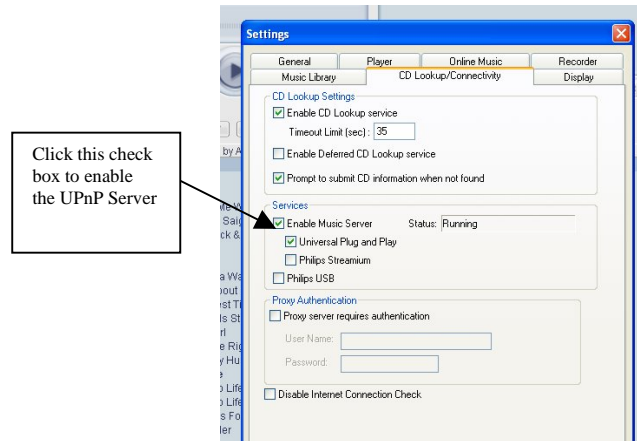 Settings
General Player Online Music Recorder
Music Library CD Lookup/Connectivity Display
CD Lookup Settings
Enable CD Lookup service
Timeout Limit (sec) : 35
Enable Deferred CD Lookup service
Prompt to submit CD information when not found
Services
Enable Music Server Status: Running
Universal Plug and Play
Philips Streamium
Philips USB
Proxy Authentication
Proxy server requires authentication
User Name:
Password:
Disable Internet Connection Check
Click this check
box to enable
the UPnP Server
by A
ck &